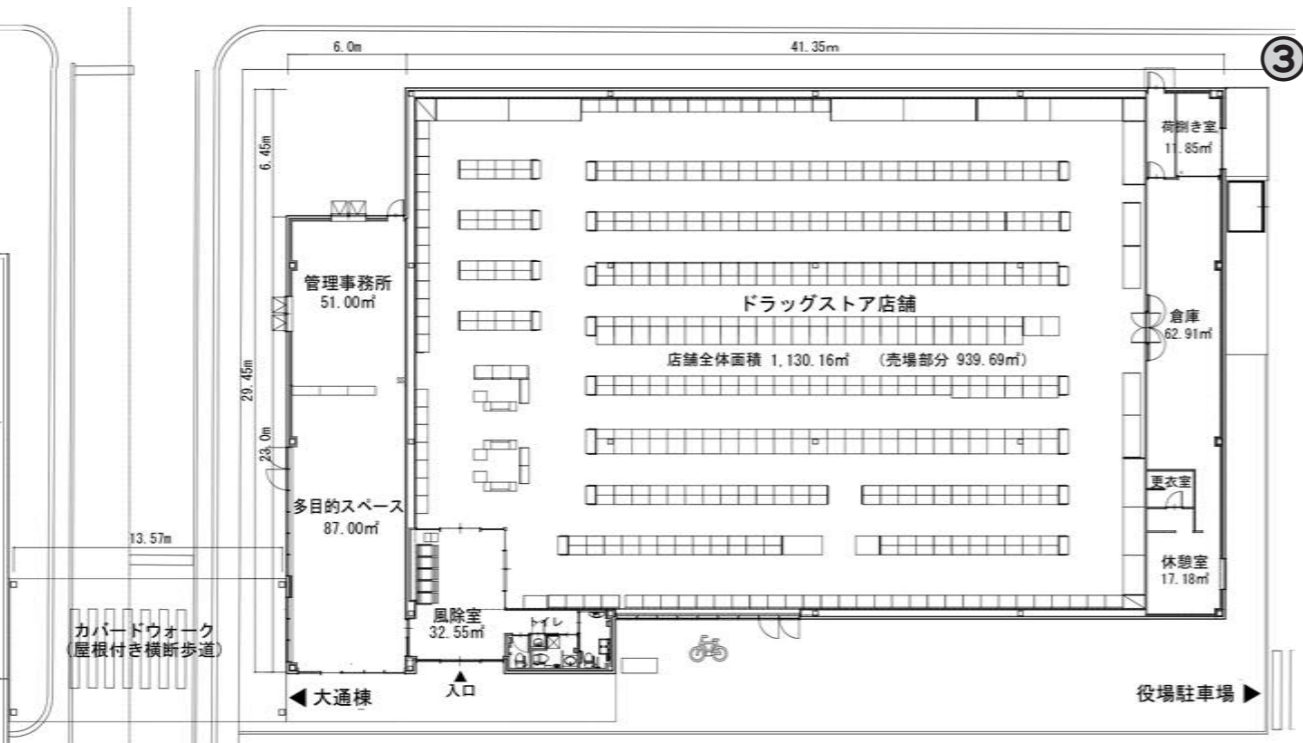 6.0m
41.35m
③
6.45m
29.45m
23.0m
13.57m
荷捌き室
11.85㎡
管理事務所
51.00㎡
ドラッグストア店舗
店舗全体面積 1,130.16㎡ (売場部分 939.69㎡)
倉庫
62.91㎡
多目的スペース
87.00㎡
更衣室
休憩室
17.18㎡
風除室
32.55㎡
トイレ
カバードウォーク
(屋根付き横断歩道)
◀ 大通棟
▲
入口
役場駐車場 ▶